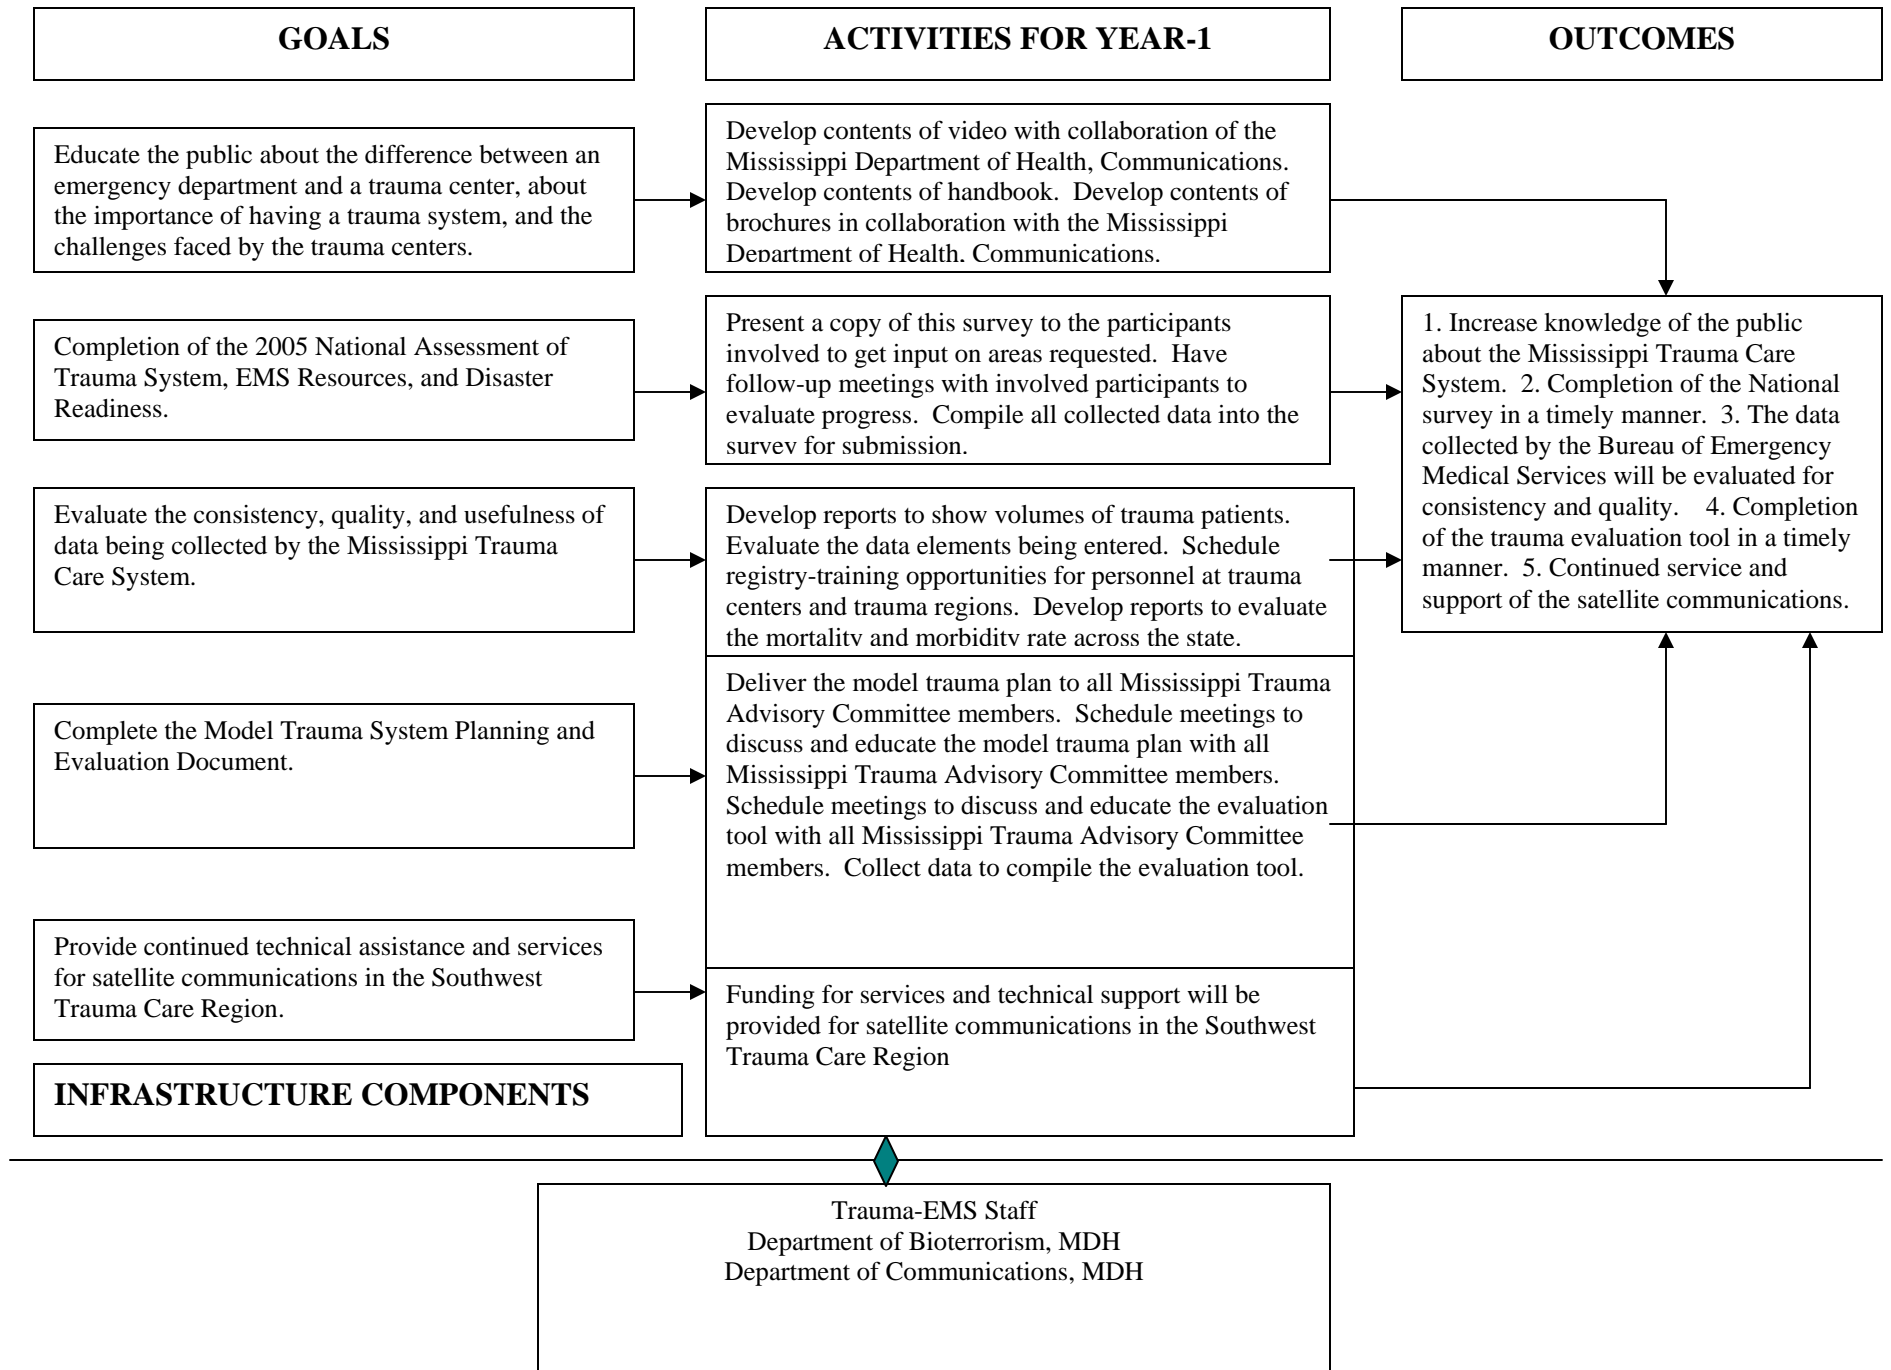 GOALS
ACTIVITIES FOR YEAR-1
OUTCOMES
Educate the public about the difference between an
emergency department and a trauma center, about
the importance of having a trauma system, and the
challenges faced by the trauma centers.
Develop contents of video with collaboration of the
Mississippi Department of Health, Communications.
Develop contents of handbook.  Develop contents of
brochures in collaboration with the Mississippi
Department of Health, Communications.
Completion of the 2005 National Assessment of
Trauma System, EMS Resources, and Disaster
Readiness.
Present a copy of this survey to the participants
involved to get input on areas requested.  Have
follow-up meetings with involved participants to
evaluate progress.  Compile all collected data into the
survey for submission.
1. Increase knowledge of the public
about the Mississippi Trauma Care
System.  2. Completion of the National
survey in a timely manner.  3. The data
collected by the Bureau of Emergency
Medical Services will be evaluated for
consistency and quality.    4. Completion
of the trauma evaluation tool in a timely
manner.  5. Continued service and
support of the satellite communications.
Evaluate the consistency, quality, and usefulness of
data being collected by the Mississippi Trauma
Care System.
Develop reports to show volumes of trauma patients.
Evaluate the data elements being entered.  Schedule
registry-training opportunities for personnel at trauma
centers and trauma regions.  Develop reports to evaluate
the mortality and morbidity rate across the state.
Complete the Model Trauma System Planning and
Evaluation Document.
Deliver the model trauma plan to all Mississippi Trauma
Advisory Committee members.  Schedule meetings to
discuss and educate the model trauma plan with all
Mississippi Trauma Advisory Committee members.
Schedule meetings to discuss and educate the evaluation
tool with all Mississippi Trauma Advisory Committee
members.  Collect data to compile the evaluation tool.
Provide continued technical assistance and services
for satellite communications in the Southwest
Trauma Care Region.
Funding for services and technical support will be
provided for satellite communications in the Southwest
Trauma Care Region
INFRASTRUCTURE COMPONENTS
Trauma-EMS Staff
Department of Bioterrorism, MDH
Department of Communications, MDH